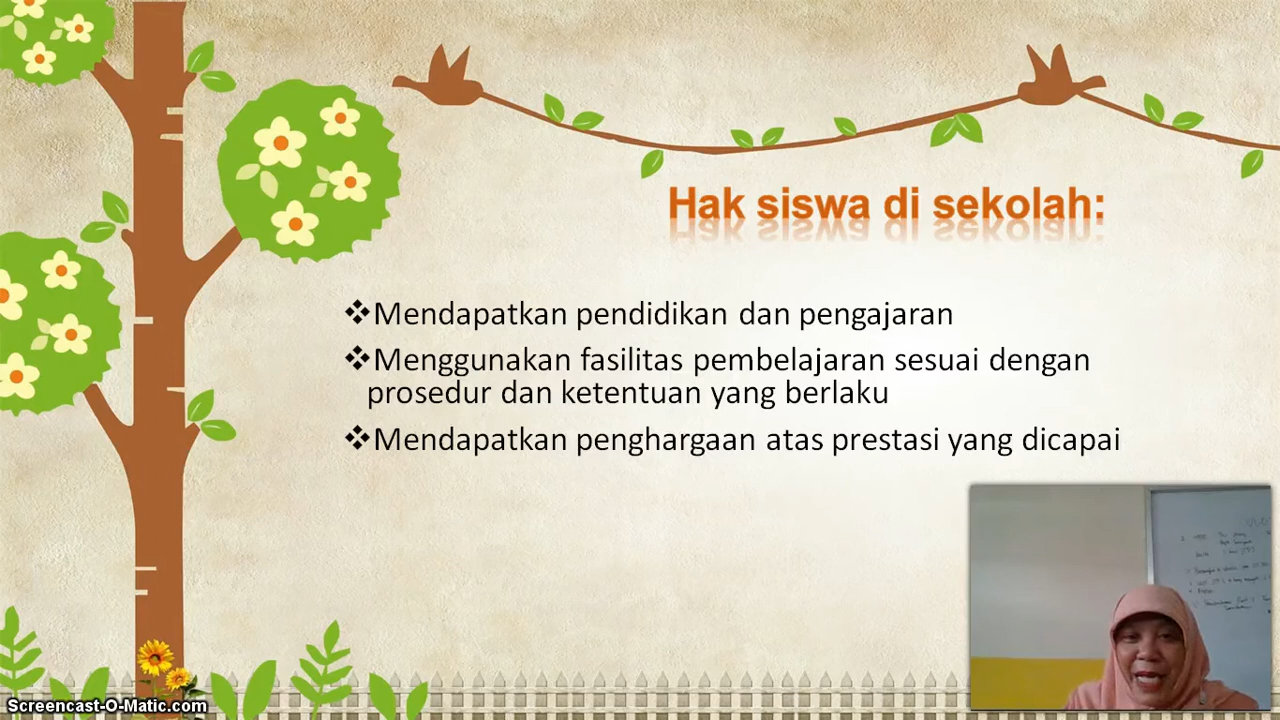 Hak siswa di sekolah:
❖Mendapatkan pendidikan dan pengajaran
❖Menggunakan fasilitas pembelajaran sesuai dengan
prosedur dan ketentuan yang berlaku
❖Mendapatkan penghargaan atas prestasi yang dicapai
Screencast-O-Matic.com